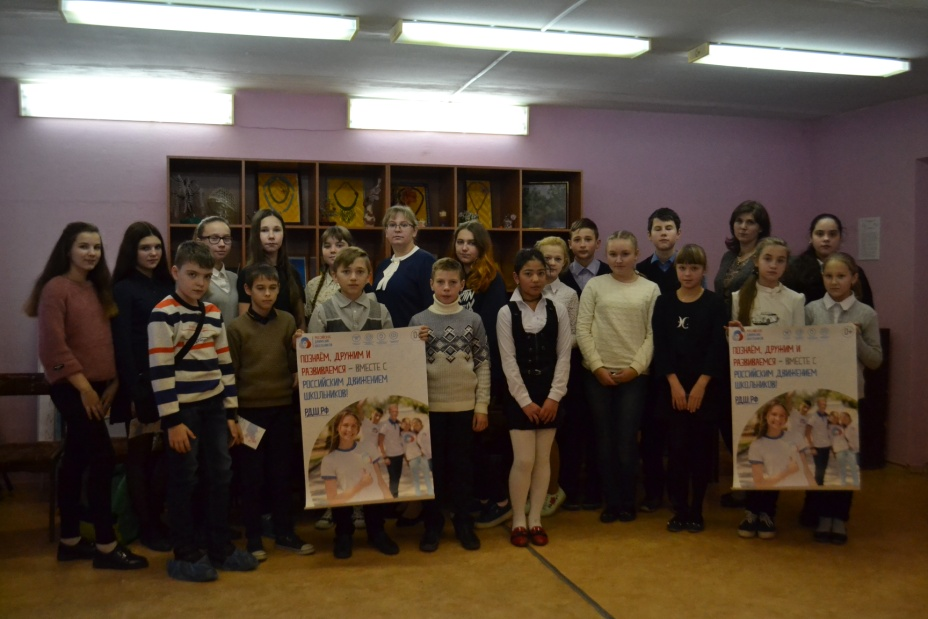 ПОЗНАЁМ, ДРУЖИМ И
РАЗВИВАЕМСЯ – ВМЕСТЕ С
РОССИЙСКИМ ДВИЖЕНИЕМ
ШКОЛЬНИКОВ!
РДШ.РФ
ПОЗНАЁМ, ДРУЖИМ И
РАЗВИВАЕМСЯ – ВМЕСТЕ С
РОССИЙСКИМ ДВИЖЕНИЕМ
ШКОЛЬНИКОВ!
РДШ.РФ